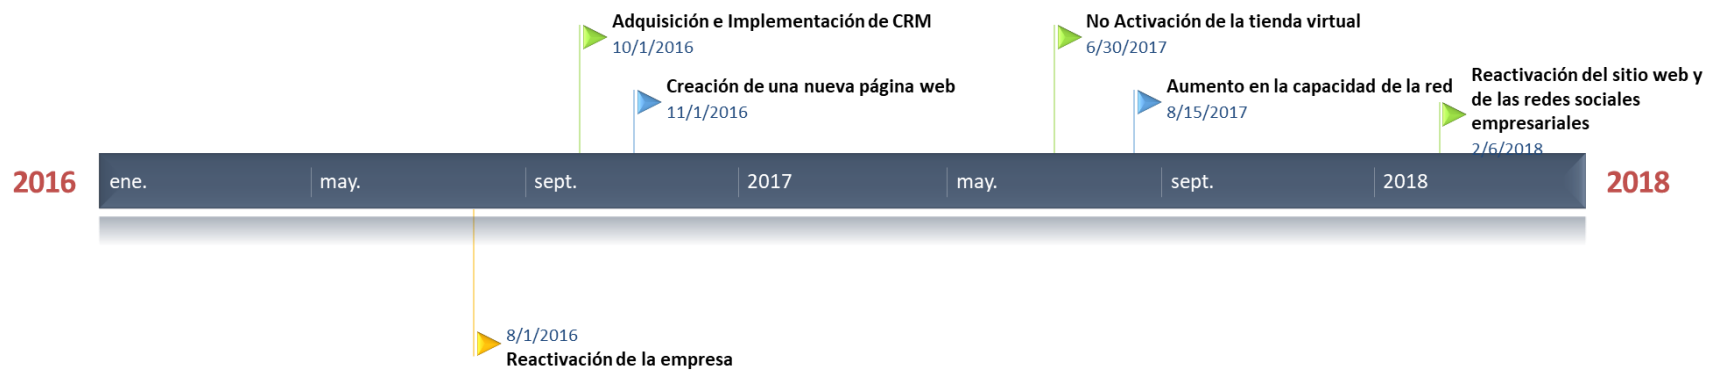 Adquisición e Implementación de CRM
10/1/2016
No Activación de la tienda virtual
6/30/2017
Creación de una nueva página web
11/1/2016
Aumento en la capacidad de la red
8/15/2017
Reactivación del sitio web y
de las redes sociales
empresariales
2/6/2018
2016
ene.
may.
sept.
2017
may.
sept.
2018
2018
8/1/2016
Reactivación de la empresa